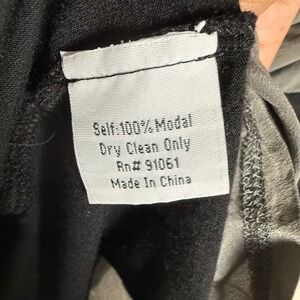 Self:100% Modal
Dry Clean Only
Rn# 91061
Made In China